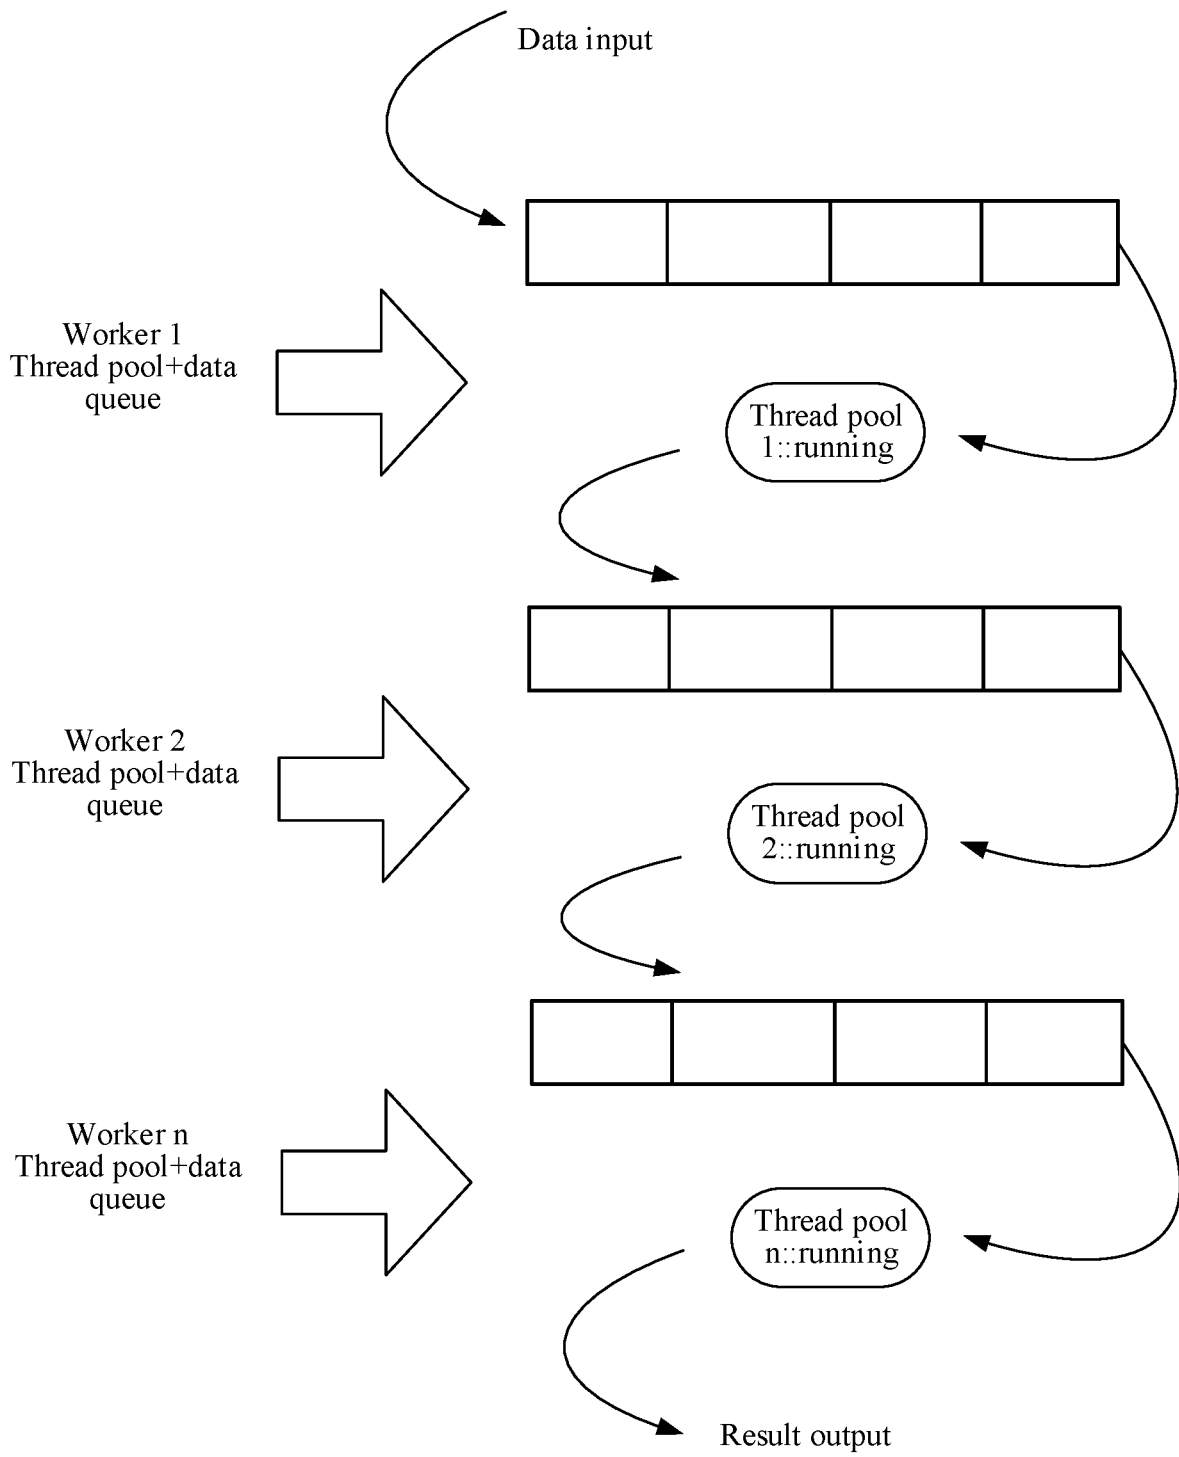 Data input
Worker 1
Thread pool+data
queue
Thread pool
1::running
Worker 2
Thread pool+data
queue
Thread pool
2::running
Worker n
Thread pool+data
queue
Thread pool
n::running
Result output